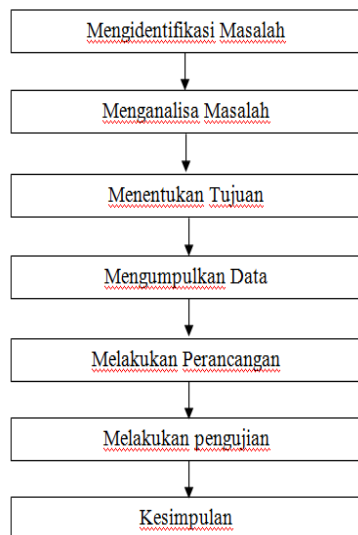 Mengidentifikasi Masalah
Menganalisa Masalah
Menentukan Tujuan
Mengumpulkan Data
Melakukan Perancangan
Melakukan pengujian
Kesimpulan